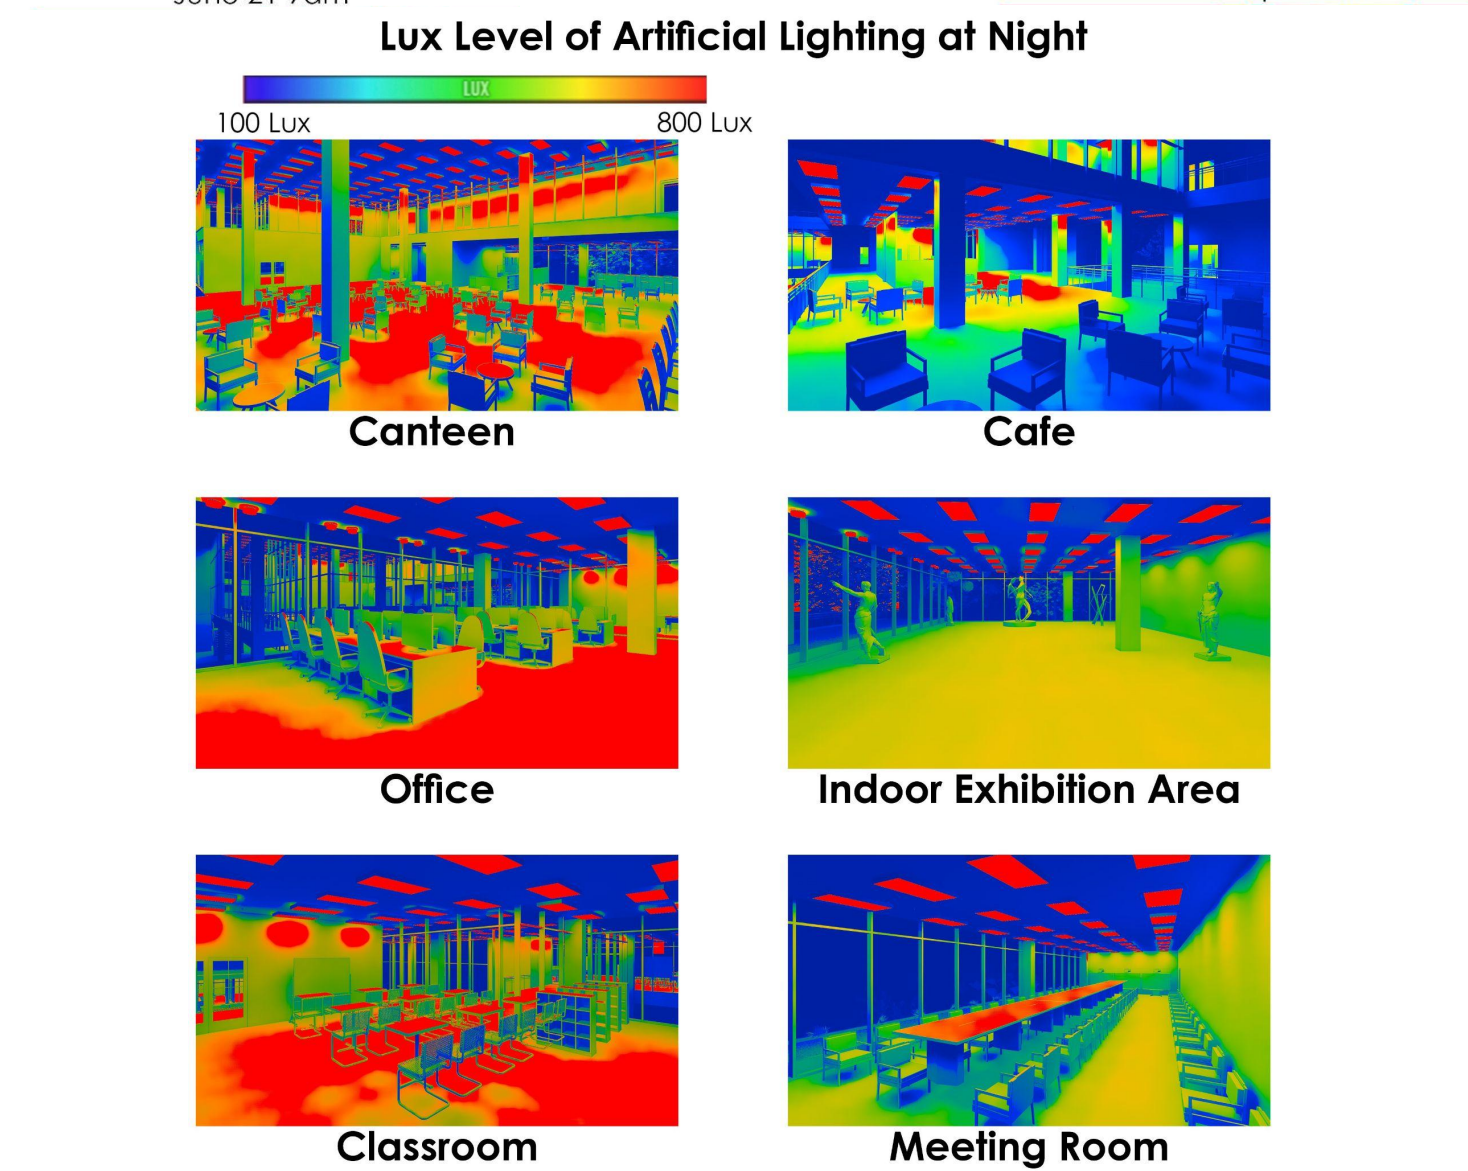 Lux Level of Artificial Lighting at Night
LUX
100 Lux 800 Lux
Canteen Cafe
Office Indoor Exhibition Area
Classroom Meeting Room